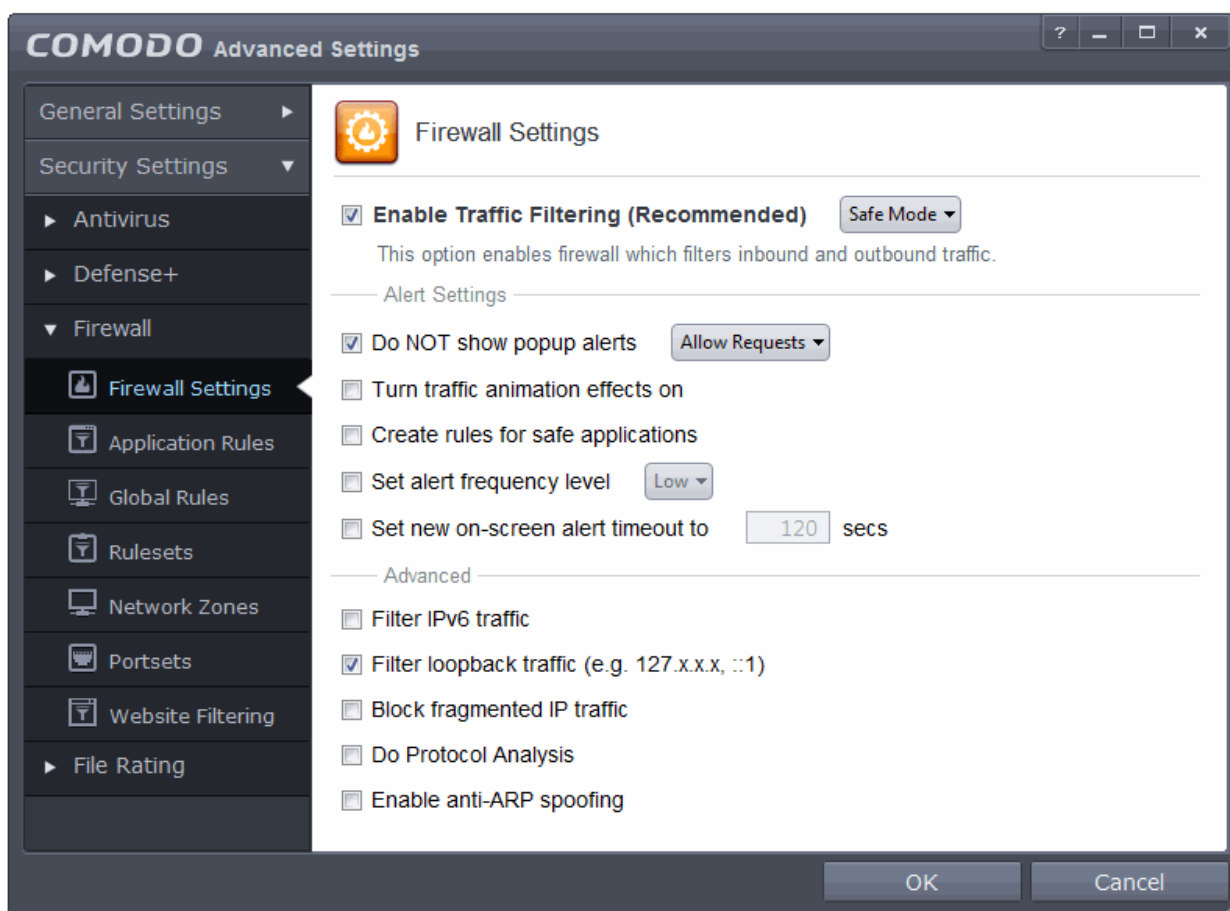 COMODO Advanced Settings
?
General Settings
Security Settings
Antivirus
Defense+
Firewall
Firewall Settings
Application Rules
Global Rules
Rulesets
Network Zones
Portsets
Website Filtering
File Rating
Firewall Settings
Enable Traffic Filtering (Recommended) Safe Mode
This option enables firewall which filters inbound and outbound traffic.
Alert Settings
Do NOT show popup alerts Allow Requests
Turn traffic animation effects on
Create rules for safe applications
Set alert frequency level Low
Set new on-screen alert timeout to 120 secs
Advanced
Filter IPv6 traffic
Filter loopback traffic (e.g. 127.x.x.x, ::1)
Block fragmented IP traffic
Do Protocol Analysis
Enable anti-ARP spoofing
OK Cancel